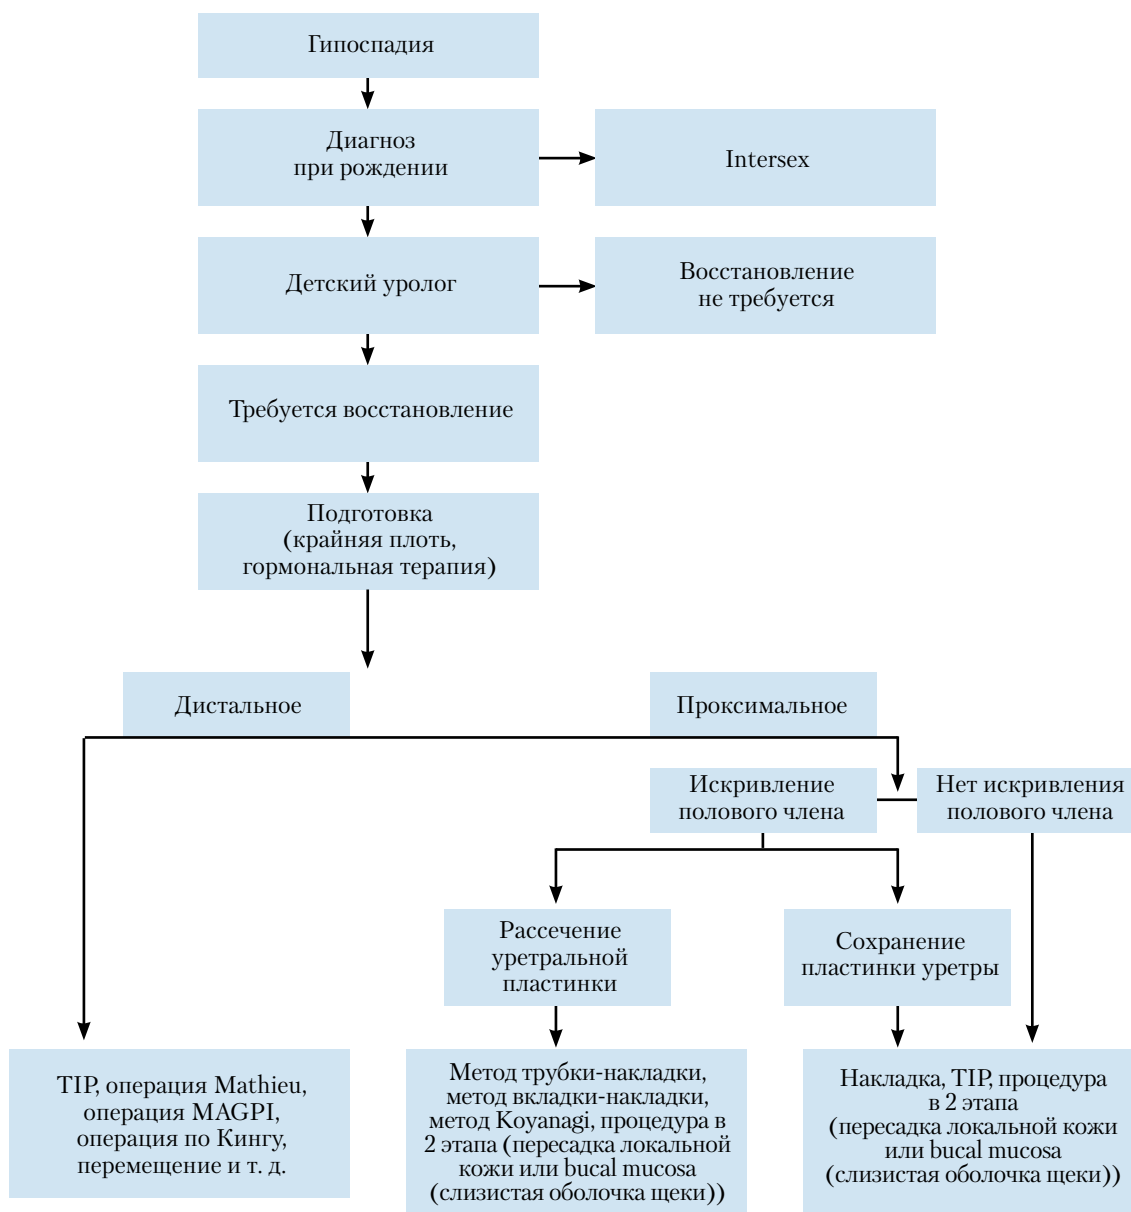 Гипоспадия
Диагноз
при рождении
Intersex
Детский уролог
Восстановление
не требуется
Требуется восстановление
Подготовка
(крайняя плоть,
гормональная терапия)
Дистальное
Проксимальное
Искривление
полового члена
Нет искривления
полового члена
Рассечение
уретральной
пластинки
Сохранение
пластинки уретры
TIP, операция Mathieu,
операция MAGPI,
операция по Кингу,
перемещение и т. д.
Метод трубки-накладки,
метод вкладки-накладки,
метод Koyanagi, процедура в
2 этапа (пересадка локальной
кожи или bucal mucosa
(слизистая оболочка щеки))
Накладка, TIP, процедура
в 2 этапа
(пересадка локальной кожи
или bucal mucosa
(слизистая оболочка щеки))